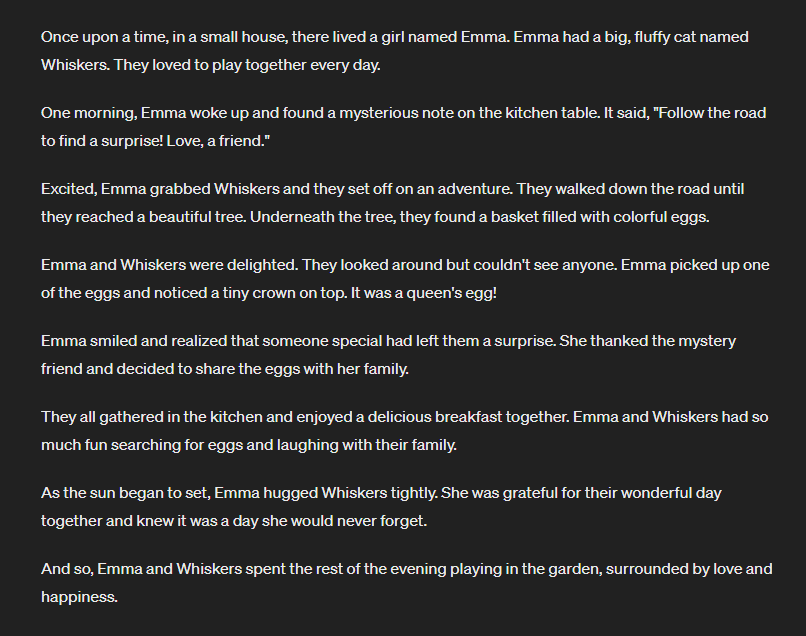 Once upon a time, in a small house, there lived a girl named Emma. Emma had a big, fluffy cat named
Whiskers. They loved to play together every day.
One morning, Emma woke up and found a mysterious note on the kitchen table. It said, "Follow the road
to find a surprise! Love, a friend."
Excited, Emma grabbed Whiskers and they set off on an adventure. They walked down the road until
they reached a beautiful tree. Underneath the tree, they found a basket filled with colorful eggs.
Emma and Whiskers were delighted. They looked around but couldn't see anyone. Emma picked up one
of the eggs and noticed a tiny crown on top. It was a queen's egg!
Emma smiled and realized that someone special had left them a surprise. She thanked the mystery
friend and decided to share the eggs with her family.
They all gathered in the kitchen and enjoyed a delicious breakfast together. Emma and Whiskers had so
much fun searching for eggs and laughing with their family.
As the sun began to set, Emma hugged Whiskers tightly. She was grateful for their wonderful day
together and knew it was a day she would never forget.
And so, Emma and Whiskers spent the rest of the evening playing in the garden, surrounded by love and
happiness.